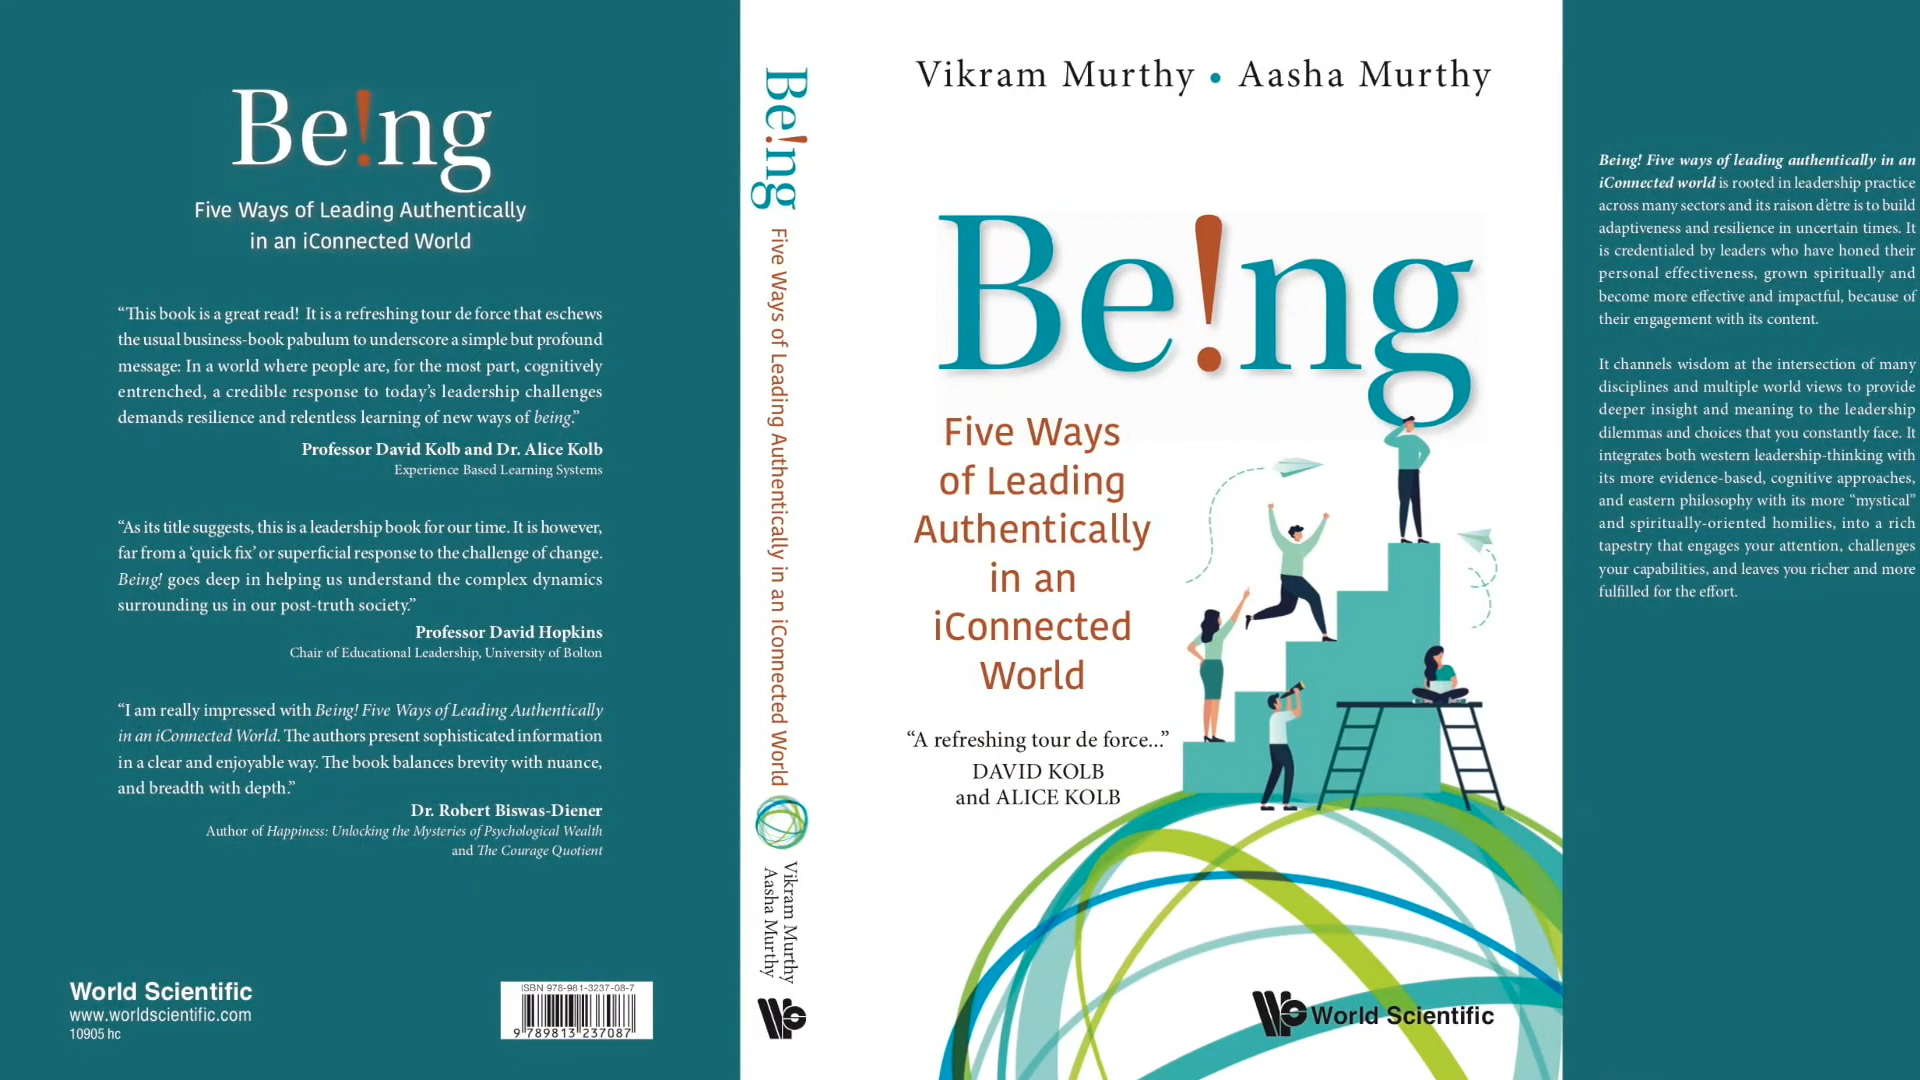 Be!ng
Five Ways of Leading Authentically
in an iConnected World
“This book is a great read! It is a refreshing tour de force that eschews
the usual business-book pabulum to underscore a simple but profound
message: In a world where people are, for the most part, cognitively
entrenched, a credible response to today’s leadership challenges
demands resilience and relentless learning of new ways of being.”
Professor David Kolb and Dr. Alice Kolb
Experience Based Learning Systems
“As its title suggests, this is a leadership book for our time. It is however,
far from a ‘quick fix’ or superficial response to the challenge of change.
Being! goes deep in helping us understand the complex dynamics
surrounding us in our post-truth society.”
Professor David Hopkins
Chair of Educational Leadership, University of Bolton
“I am really impressed with Being! Five Ways of Leading Authentically
in an iConnected World. The authors present sophisticated information
in a clear and enjoyable way. The book balances brevity with nuance,
and breadth with depth.”
Dr. Robert Biswas-Diener
Author of Happiness: Unlocking the Mysteries of Psychological Wealth
and The Courage Quotient
World Scientific
www.worldscientific.com
10905 hc
ISBN 978-981-3237-08-7
9 789813 237087
Be!ng
Five Ways of Leading Authentically in an iConnected World
Vikram Murthy
Aasha Murthy
Vikram Murthy • Aasha Murthy
Be!ng
Five Ways
of Leading
Authentically
in an
iConnected
World
“A refreshing tour de force...”
DAVID KOLB
and ALICE KOLB
World Scientific
Being! Five ways of leading authentically in an
iConnected world is rooted in leadership practice
across many sectors and its raison d’etre is to build
adaptiveness and resilience in uncertain times. It
is credentialed by leaders who have honed their
personal effectiveness, grown spiritually and
become more effective and impactful, because of
their engagement with its content.
It channels wisdom at the intersection of many
disciplines and multiple world views to provide
deeper insight and meaning to the leadership
dilemmas and choices that you constantly face. It
integrates both western leadership-thinking with
its more evidence-based, cognitive approaches,
and eastern philosophy with its more “mystical”
and spiritually-oriented homilies, into a rich
tapestry that engages your attention, challenges
your capabilities, and leaves you richer and more
fulfilled for the effort.